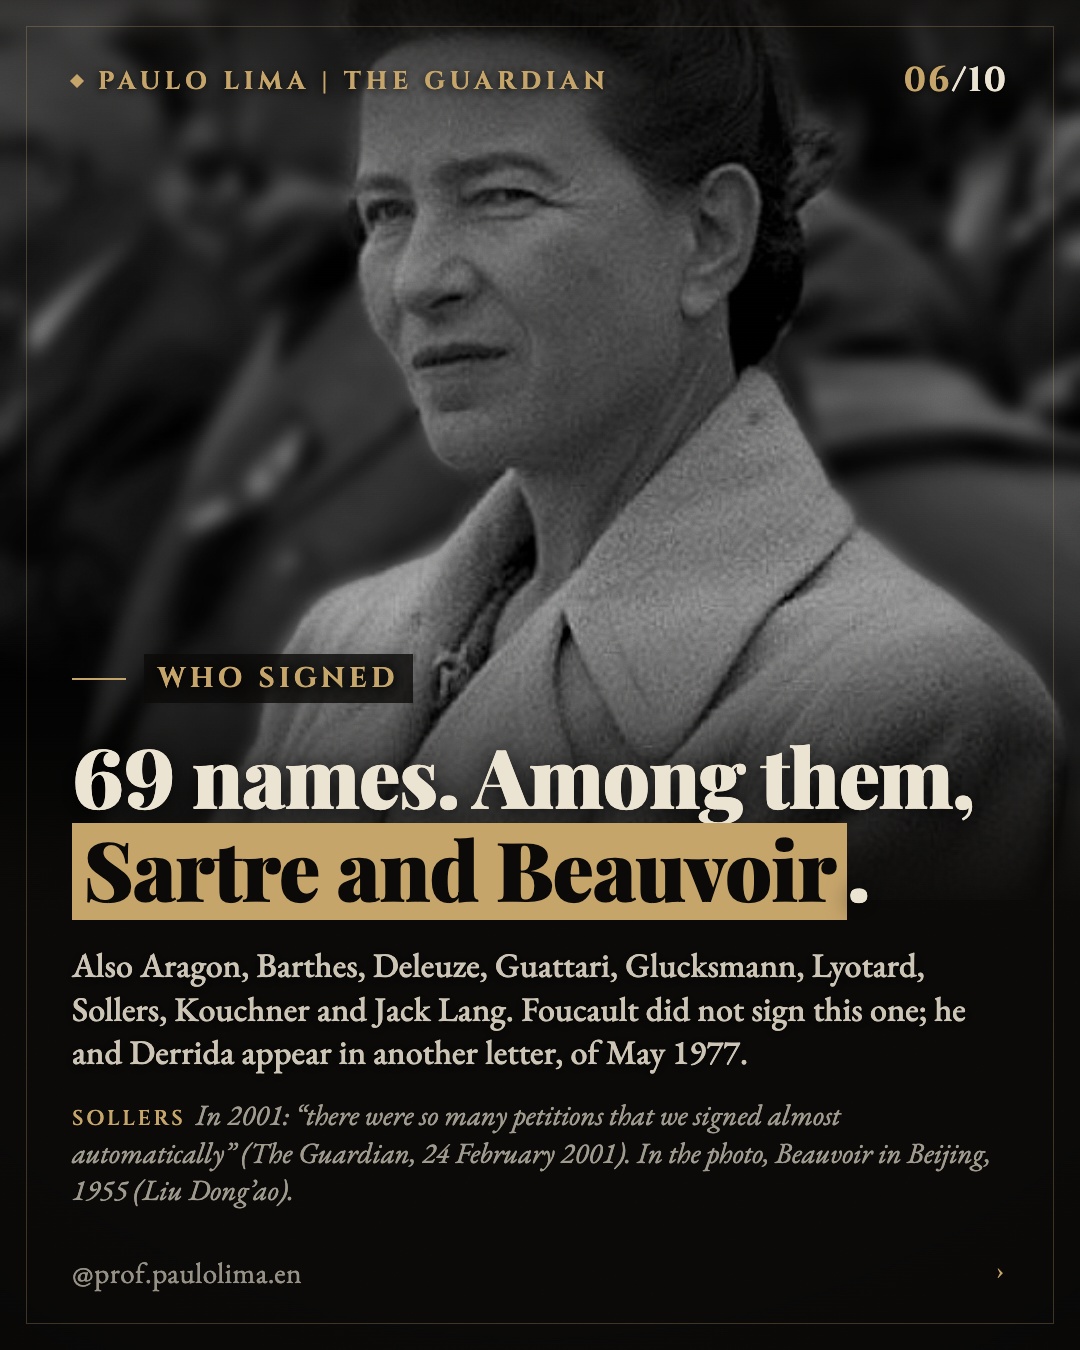 ◆ PAULO LIMA | THE GUARDIAN
06/10
WHO SIGNED
69 names. Among them,
Sartre and Beauvoir.
Also Aragon, Barthes, Deleuze, Guattari, Glucksmann, Lyotard,
Sollers, Kouchner and Jack Lang. Foucault did not sign this one; he
and Derrida appear in another letter, of May 1977.
SOLLERS In 2001: “there were so many petitions that we signed almost
automatically” (The Guardian, 24 February 2001). In the photo, Beauvoir in Beijing,
1955 (Liu Dong’ao).
@prof.paulolima.en
›